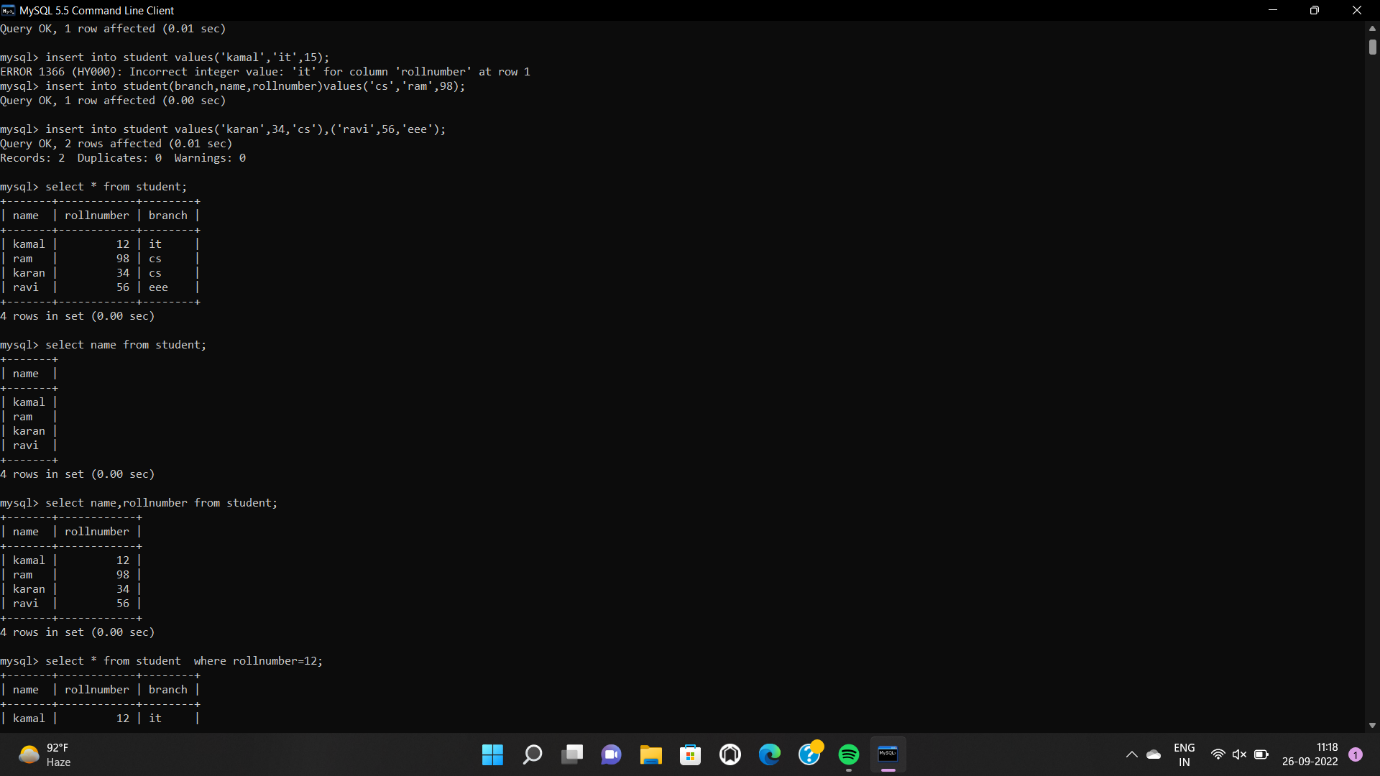 MySQL 5.5 Command Line Client
Query OK, 1 row affected (0.01 sec)
mysql> insert into student values('kamal','it',15);
ERROR 1366 (HY000): Incorrect integer value: 'it' for column 'rollnumber' at row 1
mysql> insert into student(branch,name,rollnumber)values('cs','ram',98);
Query OK, 1 row affected (0.00 sec)
mysql> insert into student values('karan',34,'cs'),('ravi',56,'eee');
Query OK, 2 rows affected (0.01 sec)
Records: 2  Duplicates: 0  Warnings: 0
mysql> select * from student;
+-------+------------+--------+
| name  | rollnumber | branch |
+-------+------------+--------+
| kamal |         12 | it     |
| ram   |         98 | cs     |
| karan |         34 | cs     |
| ravi  |         56 | eee    |
+-------+------------+--------+
4 rows in set (0.00 sec)
mysql> select name from student;
+-------+
| name  |
+-------+
| kamal |
| ram   |
| karan |
| ravi  |
+-------+
4 rows in set (0.00 sec)
mysql> select name,rollnumber from student;
+-------+------------+
| name  | rollnumber |
+-------+------------+
| kamal |         12 |
| ram   |         98 |
| karan |         34 |
| ravi  |         56 |
+-------+------------+
4 rows in set (0.00 sec)
mysql> select * from student  where rollnumber=12;
+-------+------------+--------+
| name  | rollnumber | branch |
+-------+------------+--------+
| kamal |         12 | it     |
92°F
Haze
ENG
IN
11:18
26-09-2022
1